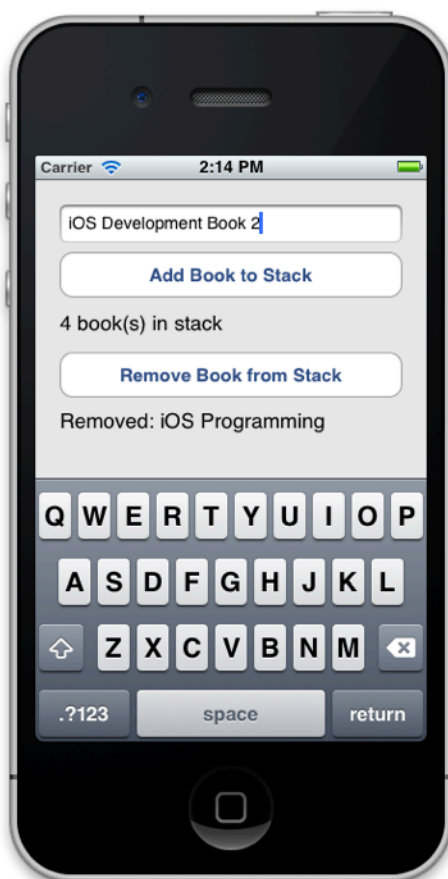 Carrier 2:14 PM
iOS Development Book 2
Add Book to Stack
4 book(s) in stack
Remove Book from Stack
Removed: iOS Programming
Q W E R T Y U I O P
A S D F G H J K L
Z X C V B N M
.?123 space return